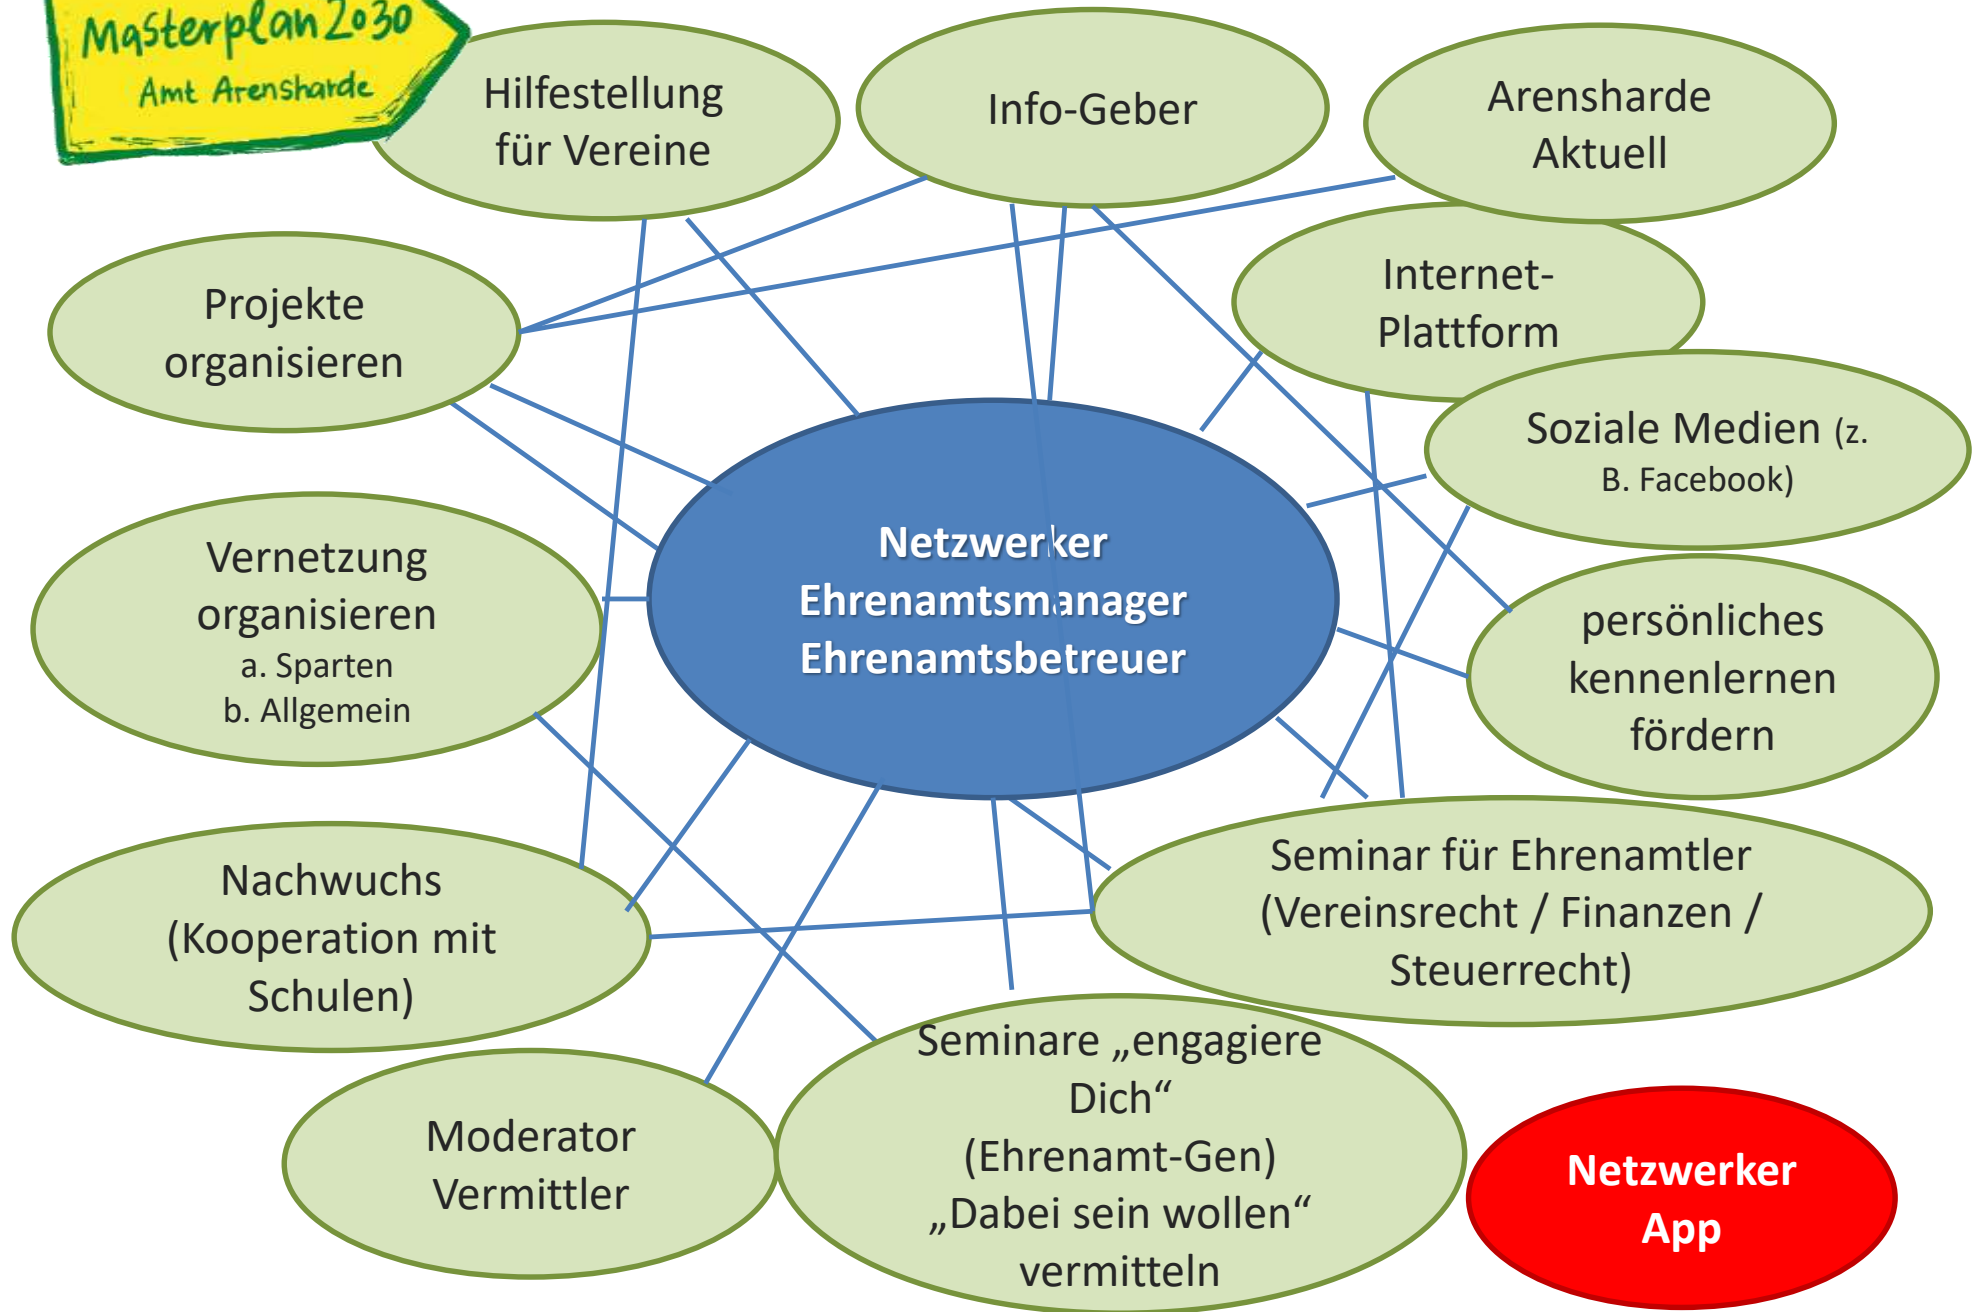 Masterplan 2030
Amt Arensharde
Hilfestellung
für Vereine
Info-Geber
Arensharde
Aktuell
Projekte
organisieren
Internet-
Plattform
Soziale Medien (z.
B. Facebook)
Vernetzung
organisieren
a. Sparten
b. Allgemein
Netzwerker
Ehrenamtsmanager
Ehrenamtsbetreuer
persönliches
kennenlernen
fördern
Nachwuchs
(Kooperation mit
Schulen)
Seminar für Ehrenamtler
(Vereinsrecht / Finanzen /
Steuerrecht)
Moderator
Vermittler
Seminare „engagiere
Dich“
(Ehrenamt-Gen)
„Dabei sein wollen“
vermitteln
Netzwerker
App